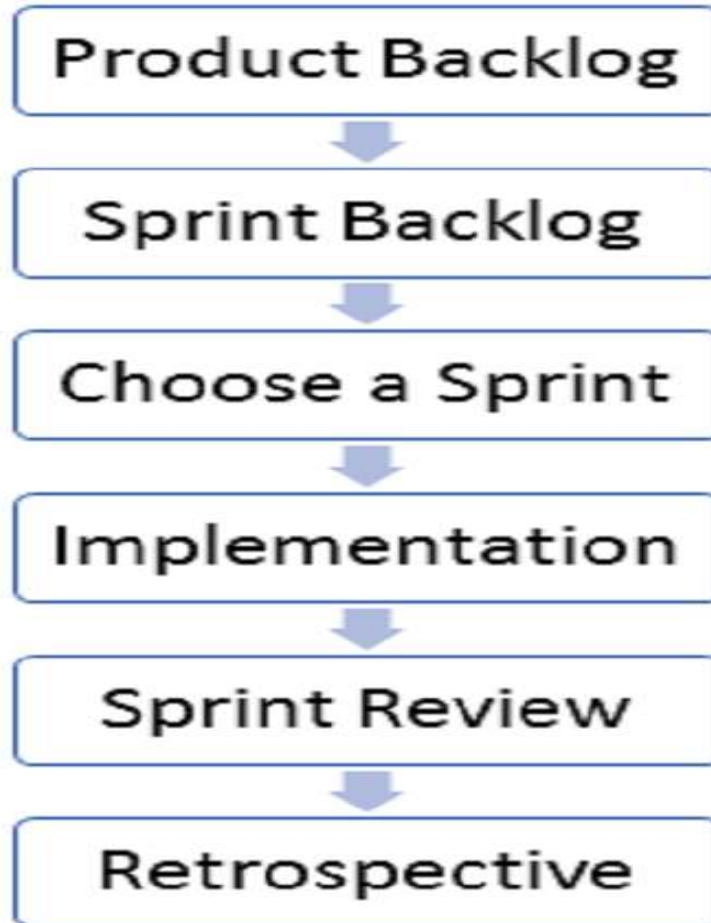 Product Backlog
Sprint Backlog
Choose a Sprint
Implementation
Sprint Review
Retrospective